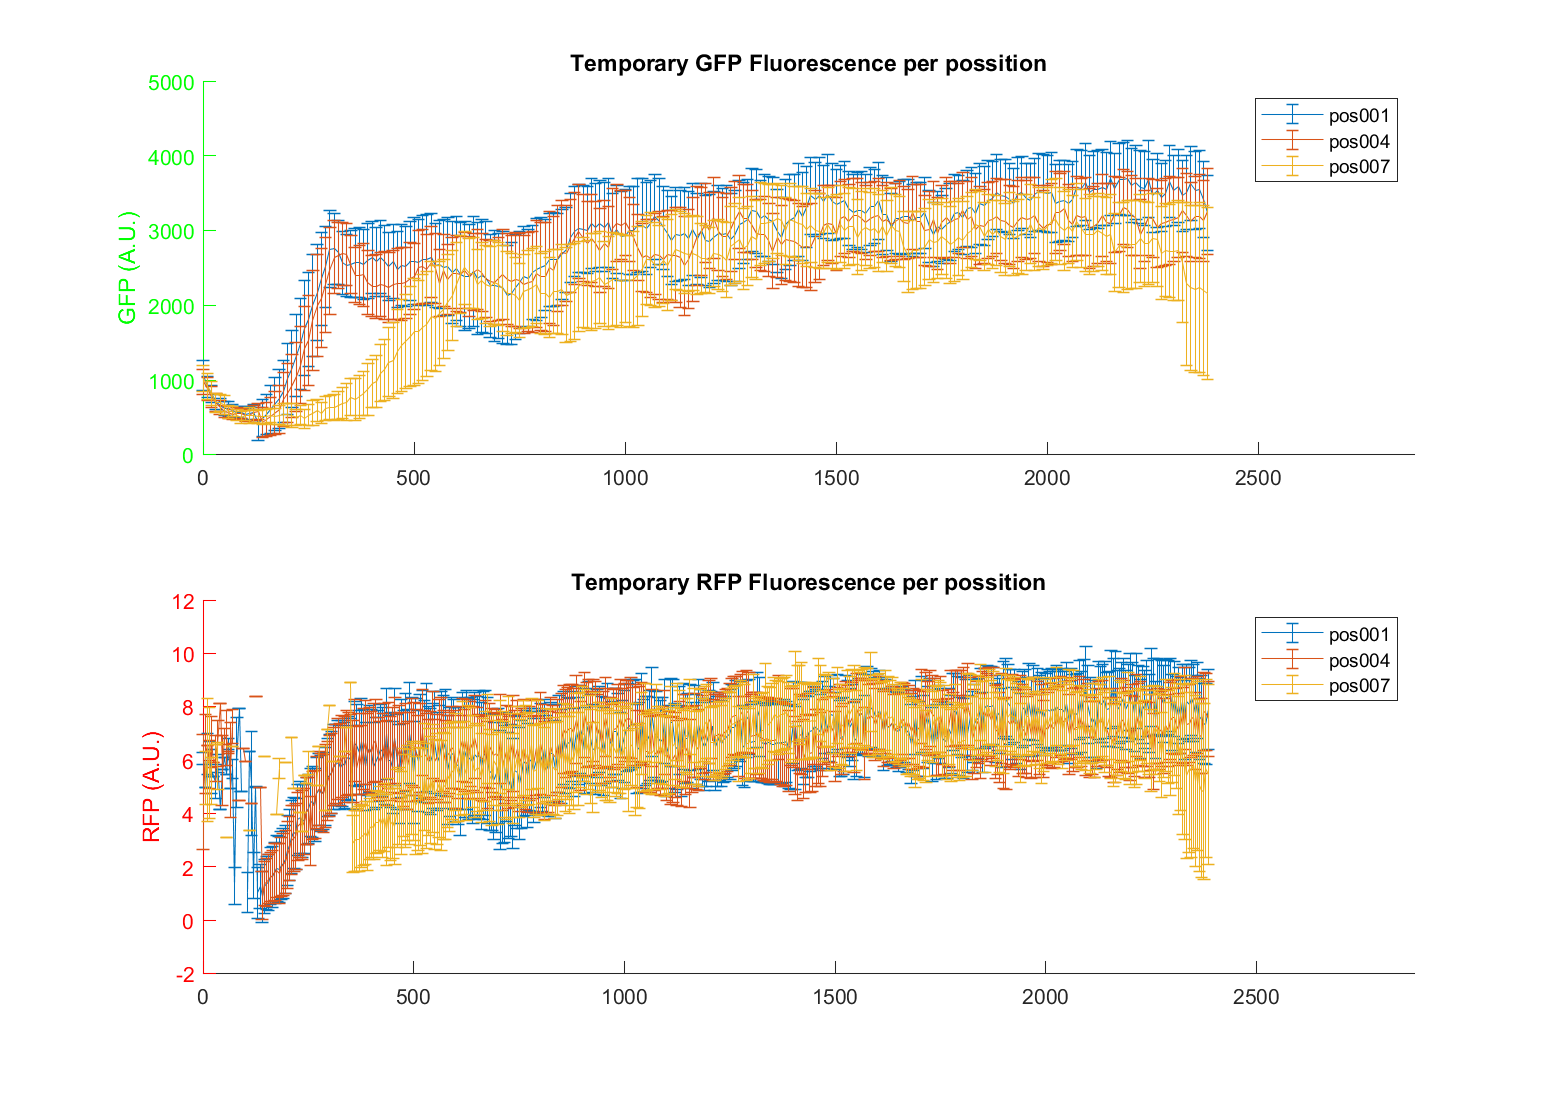 Temporary GFP Fluorescence per possition
GFP (A.U.)
5000
4000
3000
2000
1000
0
0 500 1000 1500 2000 2500
pos001
pos004
pos007
Temporary RFP Fluorescence per possition
RFP (A.U.)
12
10
8
6
4
2
0
-2
0 500 1000 1500 2000 2500
pos001
pos004
pos007